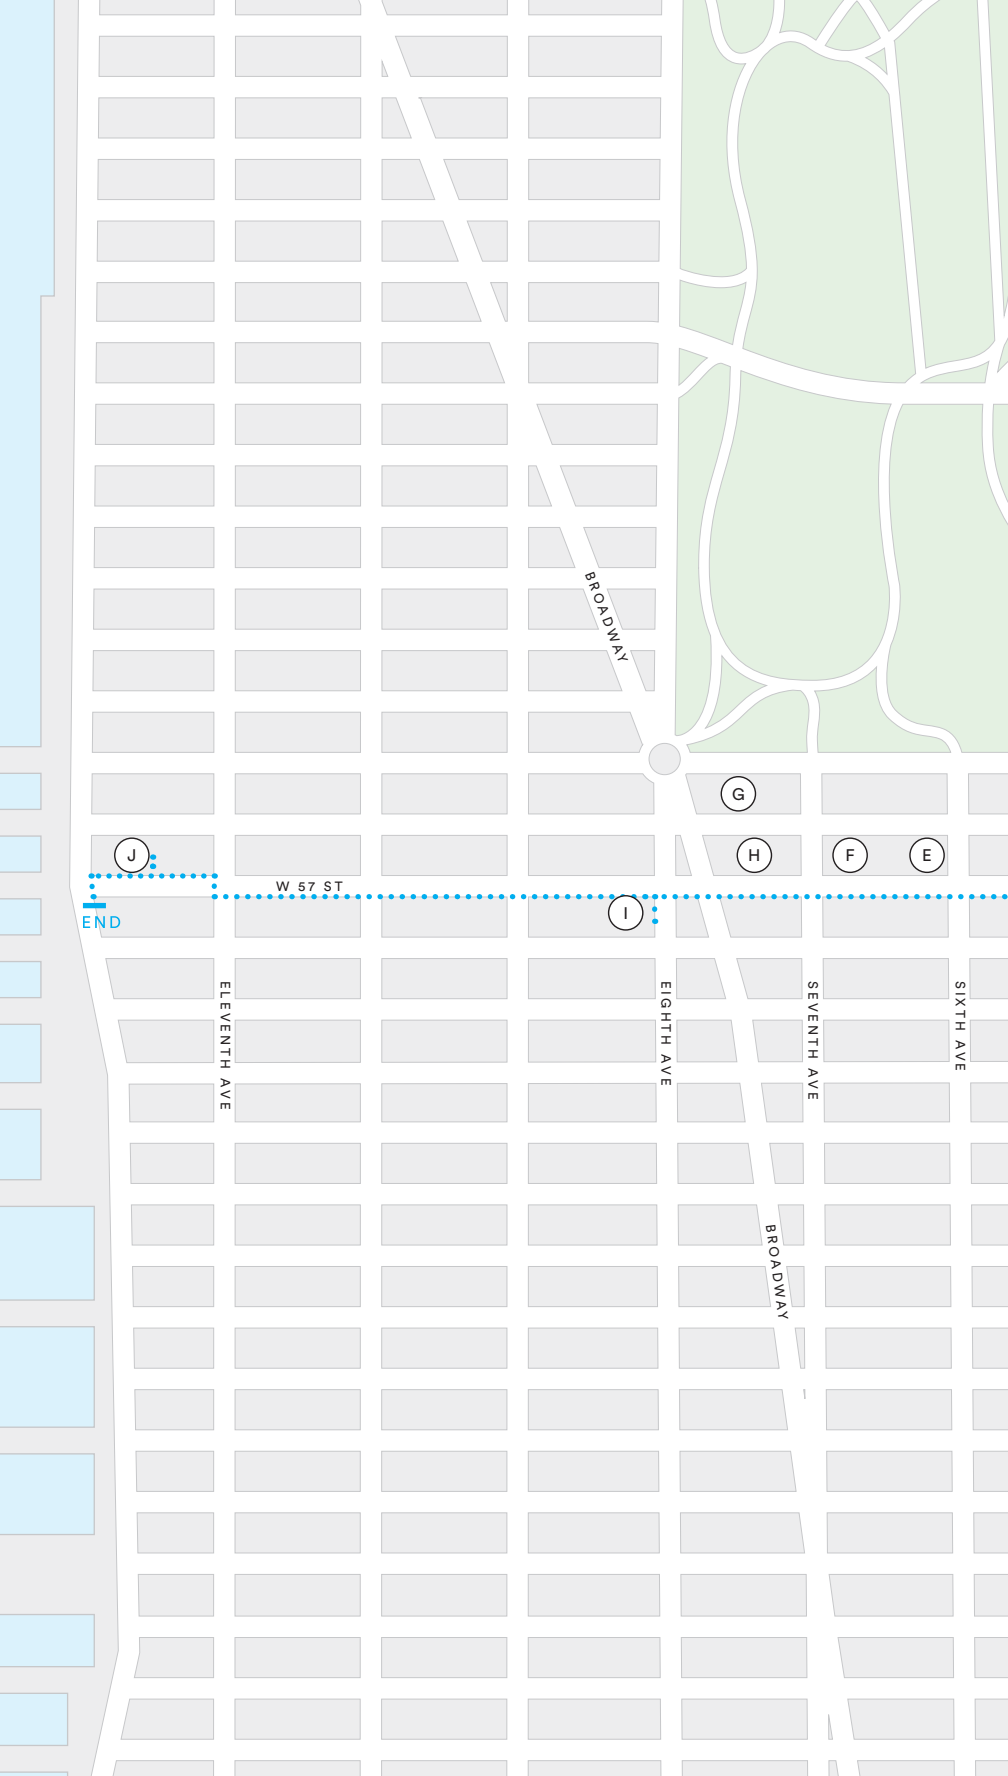 BROADWAY
G
J
H
F
E
W 57 ST
I
END
ELEVENTH AVE
EIGHTH AVE
SEVENTH AVE
SIXTH AVE
BROADWAY